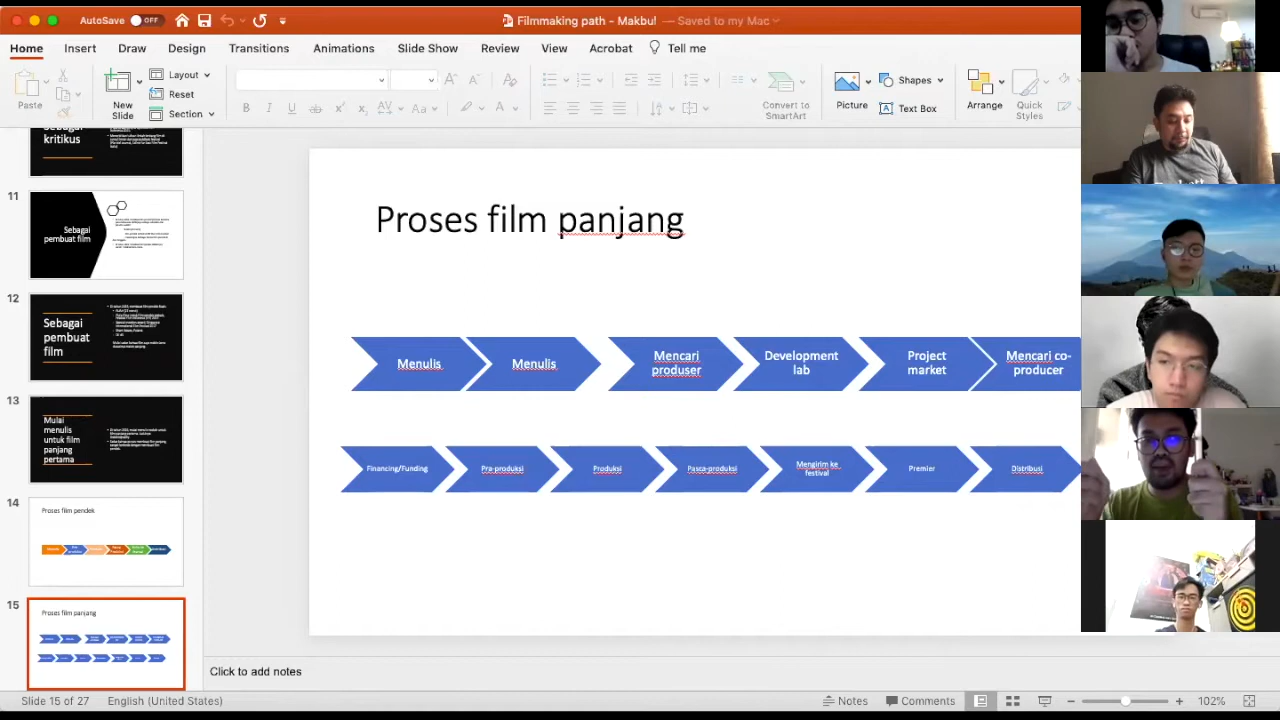 AutoSave OFF
Filmmaking path - Makbul — Saved to my Mac
Home Insert Draw Design Transitions Animations Slide Show Review View Acrobat Tell me
Paste
New
Slide
Layout
Reset
Section
Convert to
SmartArt
Picture
Shapes
Text Box
Arrange
Quick
Styles
Sebagai
kritikus
11
Sebagai
pembuat film
12
Sebagai
pembuat
film
13
Mulai
menulis
untuk film
panjang
pertama
14
Proses film pendek
15
Proses film panjang
Proses film panjang
Menulis
Menulis
Mencari
produser
Development
lab
Project
market
Mencari co-
producer
Financing/Funding
Pra-produksi
Produksi
Pasca-produksi
Mengirim ke
festival
Premier
Distribusi
Click to add notes
Slide 15 of 27 English (United States) Notes Comments 102%